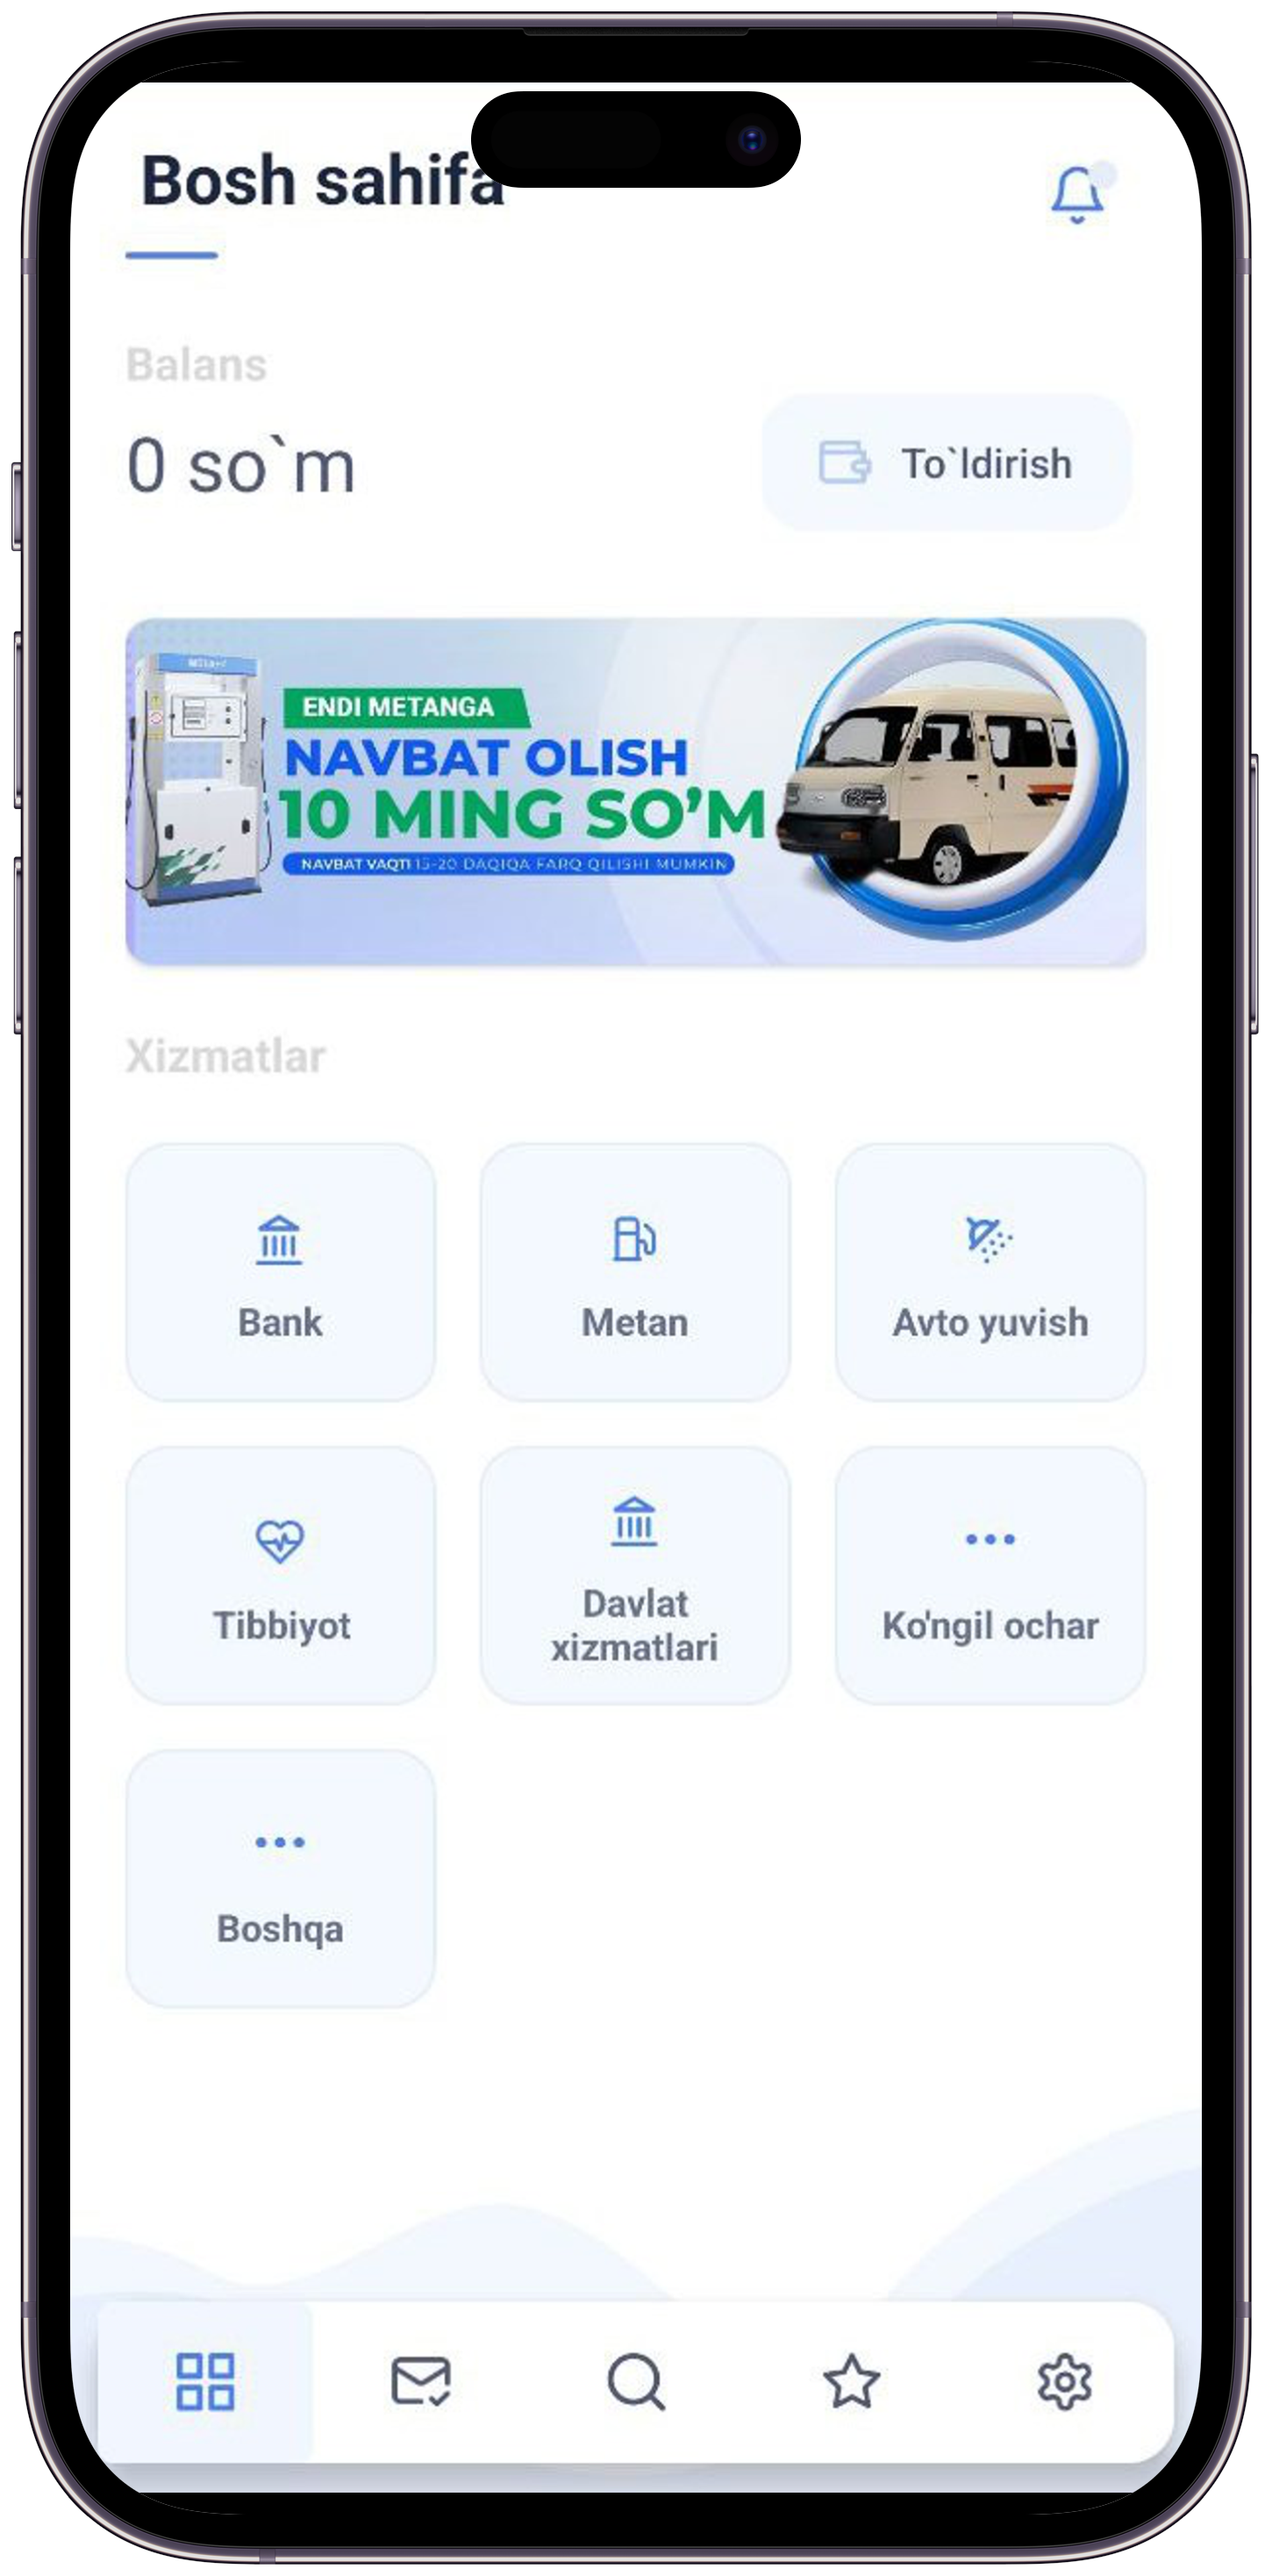 Bosh sahifa
Balans
0 so`m
To`ldirish
ENDI METANGA
NAVBAT OLISH
10 MING SO’M
NAVBAT VAQTI 15-20 DAQIQA FARQ QILISHI MUMKIN
Xizmatlar
Bank
Metan
Avto yuvish
Tibbiyot
Davlat
xizmatlari
Ko'ngil ochar
Boshqa